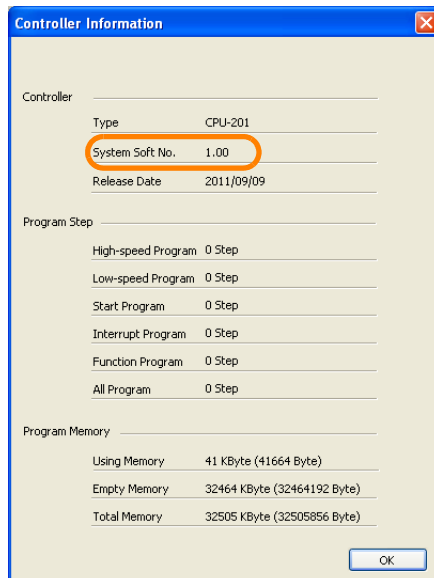 Controller Information
Controller
Type CPU-201
System Soft No. 1.00
Release Date 2011/09/09
Program Step
High-speed Program 0 Step
Low-speed Program 0 Step
Start Program 0 Step
Interrupt Program 0 Step
Function Program 0 Step
All Program 0 Step
Program Memory
Using Memory 41 KByte (41664 Byte)
Empty Memory 32464 KByte (32464192 Byte)
Total Memory 32505 KByte (32505856 Byte)
OK